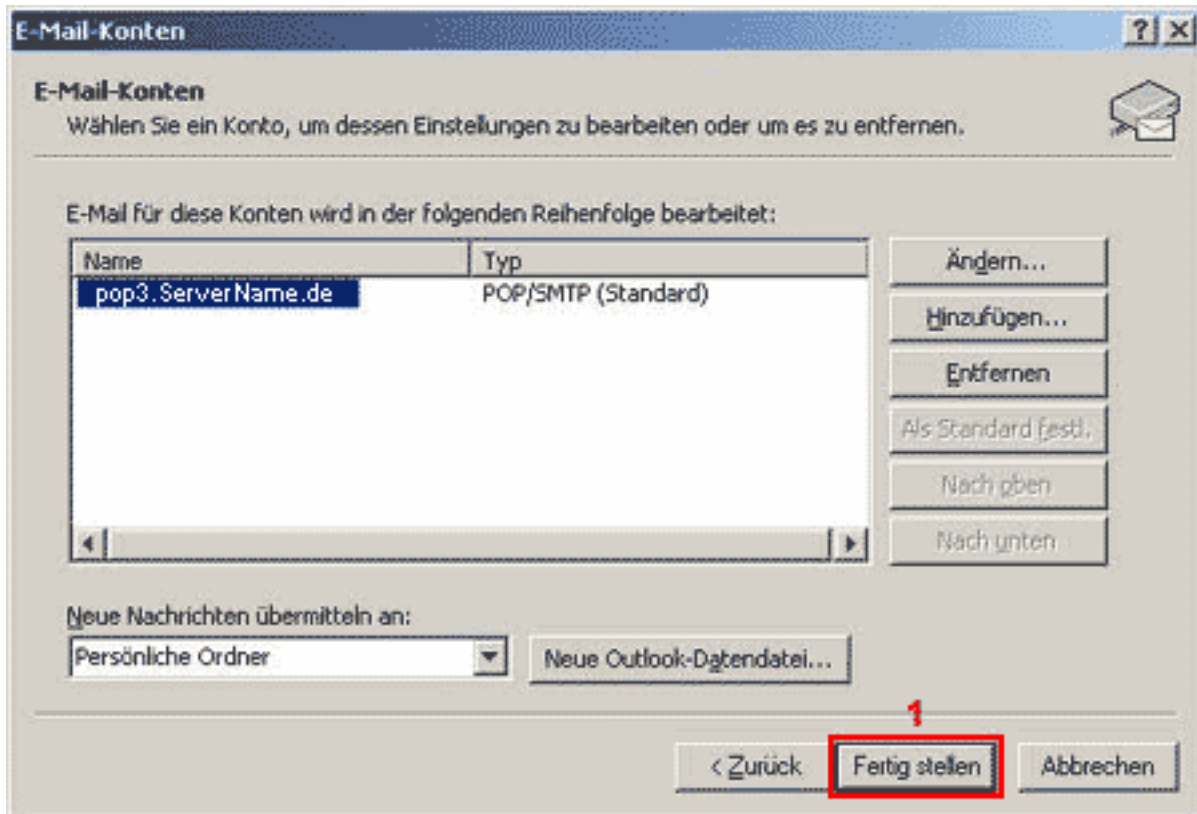 E-Mail-Konten
E-Mail-Konten
Wählen Sie ein Konto, um dessen Einstellungen zu bearbeiten oder um es zu entfernen.
E-Mail für diese Konten wird in der folgenden Reihenfolge bearbeitet:
Name Typ
pop3.ServerName.de POP/SMTP (Standard)
Ändern...
Hinzufügen...
Entfernen
Als Standard festl.
Nach oben
Nach unten
Neue Nachrichten übermitteln an:
Persönliche Ordner Neue Outlook-Datendatei...
1
< Zurück Fertig stellen Abbrechen